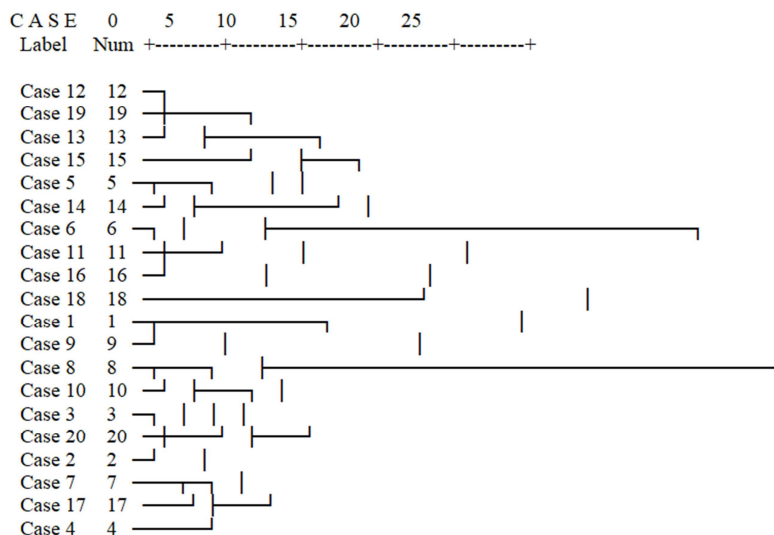 C A S E 0 5 10 15 20 25
Label Num +---------+---------+---------+---------+---------+
Case 12 12
Case 19 19
Case 13 13
Case 15 15
Case 5 5
Case 14 14
Case 6 6
Case 11 11
Case 16 16
Case 18 18
Case 1 1
Case 9 9
Case 8 8
Case 10 10
Case 3 3
Case 20 20
Case 2 2
Case 7 7
Case 17 17
Case 4 4